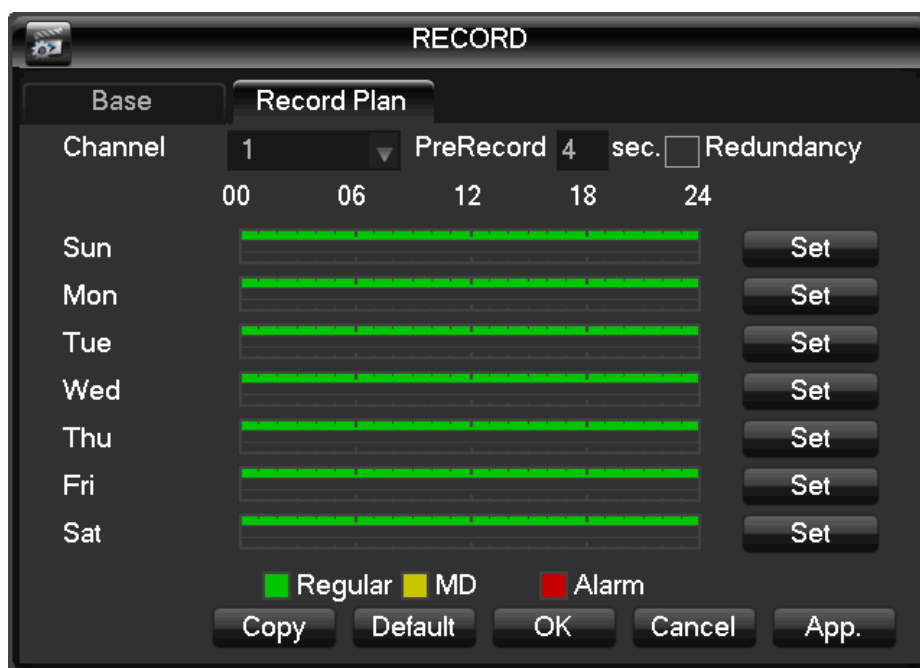 RECORD
Base Record Plan
Channel 1 PreRecord 4 sec. Redundancy
00 06 12 18 24
Sun Set
Mon Set
Tue Set
Wed Set
Thu Set
Fri Set
Sat Set
Regular MD Alarm
Copy Default OK Cancel App.